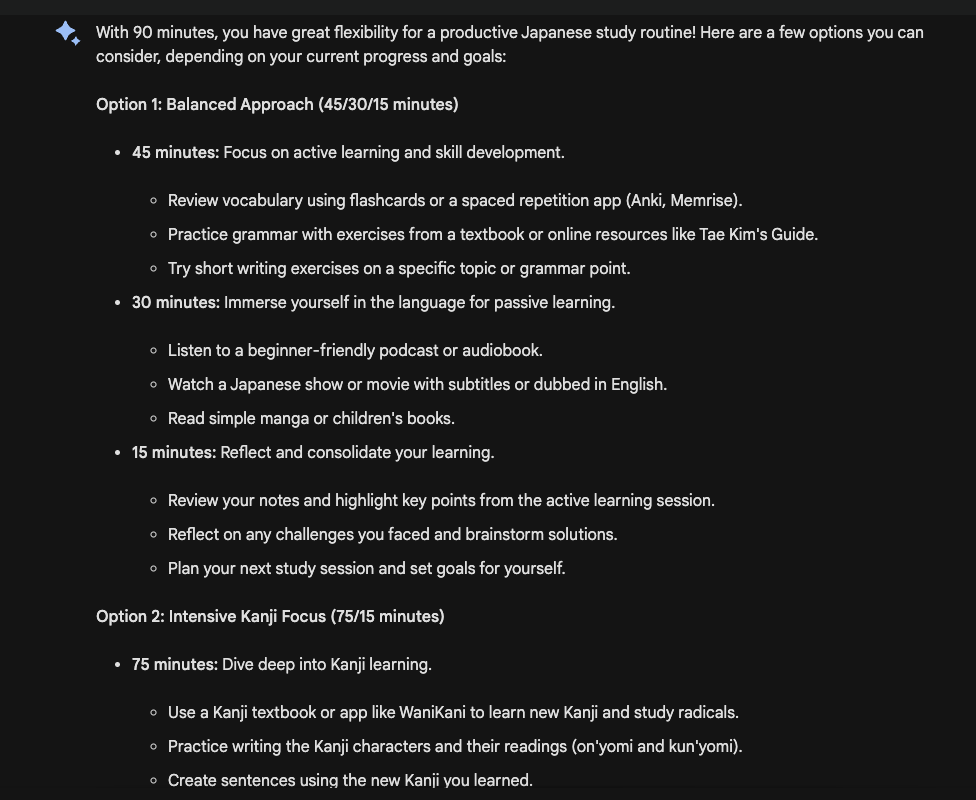 With 90 minutes, you have great flexibility for a productive Japanese study routine! Here are a few options you can
consider, depending on your current progress and goals:
Option 1: Balanced Approach (45/30/15 minutes)
• 45 minutes: Focus on active learning and skill development.
◦ Review vocabulary using flashcards or a spaced repetition app (Anki, Memrise).
◦ Practice grammar with exercises from a textbook or online resources like Tae Kim's Guide.
◦ Try short writing exercises on a specific topic or grammar point.
• 30 minutes: Immerse yourself in the language for passive learning.
◦ Listen to a beginner-friendly podcast or audiobook.
◦ Watch a Japanese show or movie with subtitles or dubbed in English.
◦ Read simple manga or children's books.
• 15 minutes: Reflect and consolidate your learning.
◦ Review your notes and highlight key points from the active learning session.
◦ Reflect on any challenges you faced and brainstorm solutions.
◦ Plan your next study session and set goals for yourself.
Option 2: Intensive Kanji Focus (75/15 minutes)
• 75 minutes: Dive deep into Kanji learning.
◦ Use a Kanji textbook or app like WaniKani to learn new Kanji and study radicals.
◦ Practice writing the Kanji characters and their readings (on'yomi and kun'yomi).
◦ Create sentences using the new Kanji you learned.